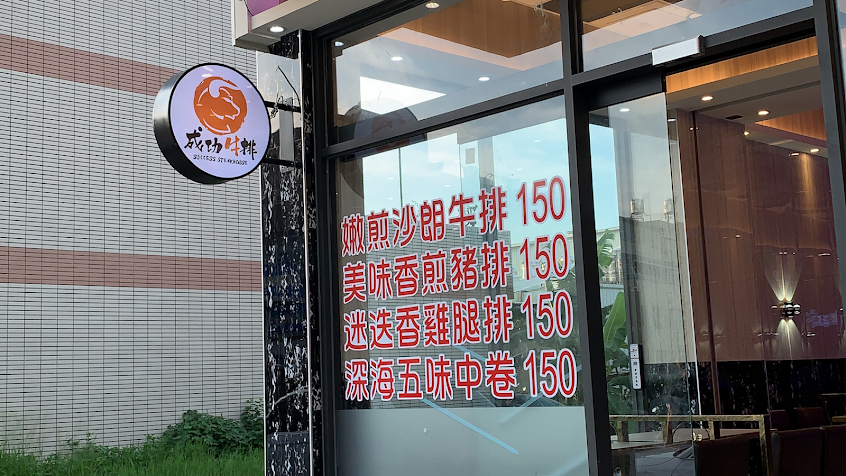 成功牛排
SUCCESS STEAKHOUSE
嫩煎沙朗牛排 150
美味香煎豬排 150
迷迭香雞腿排 150
深海五味中卷 150